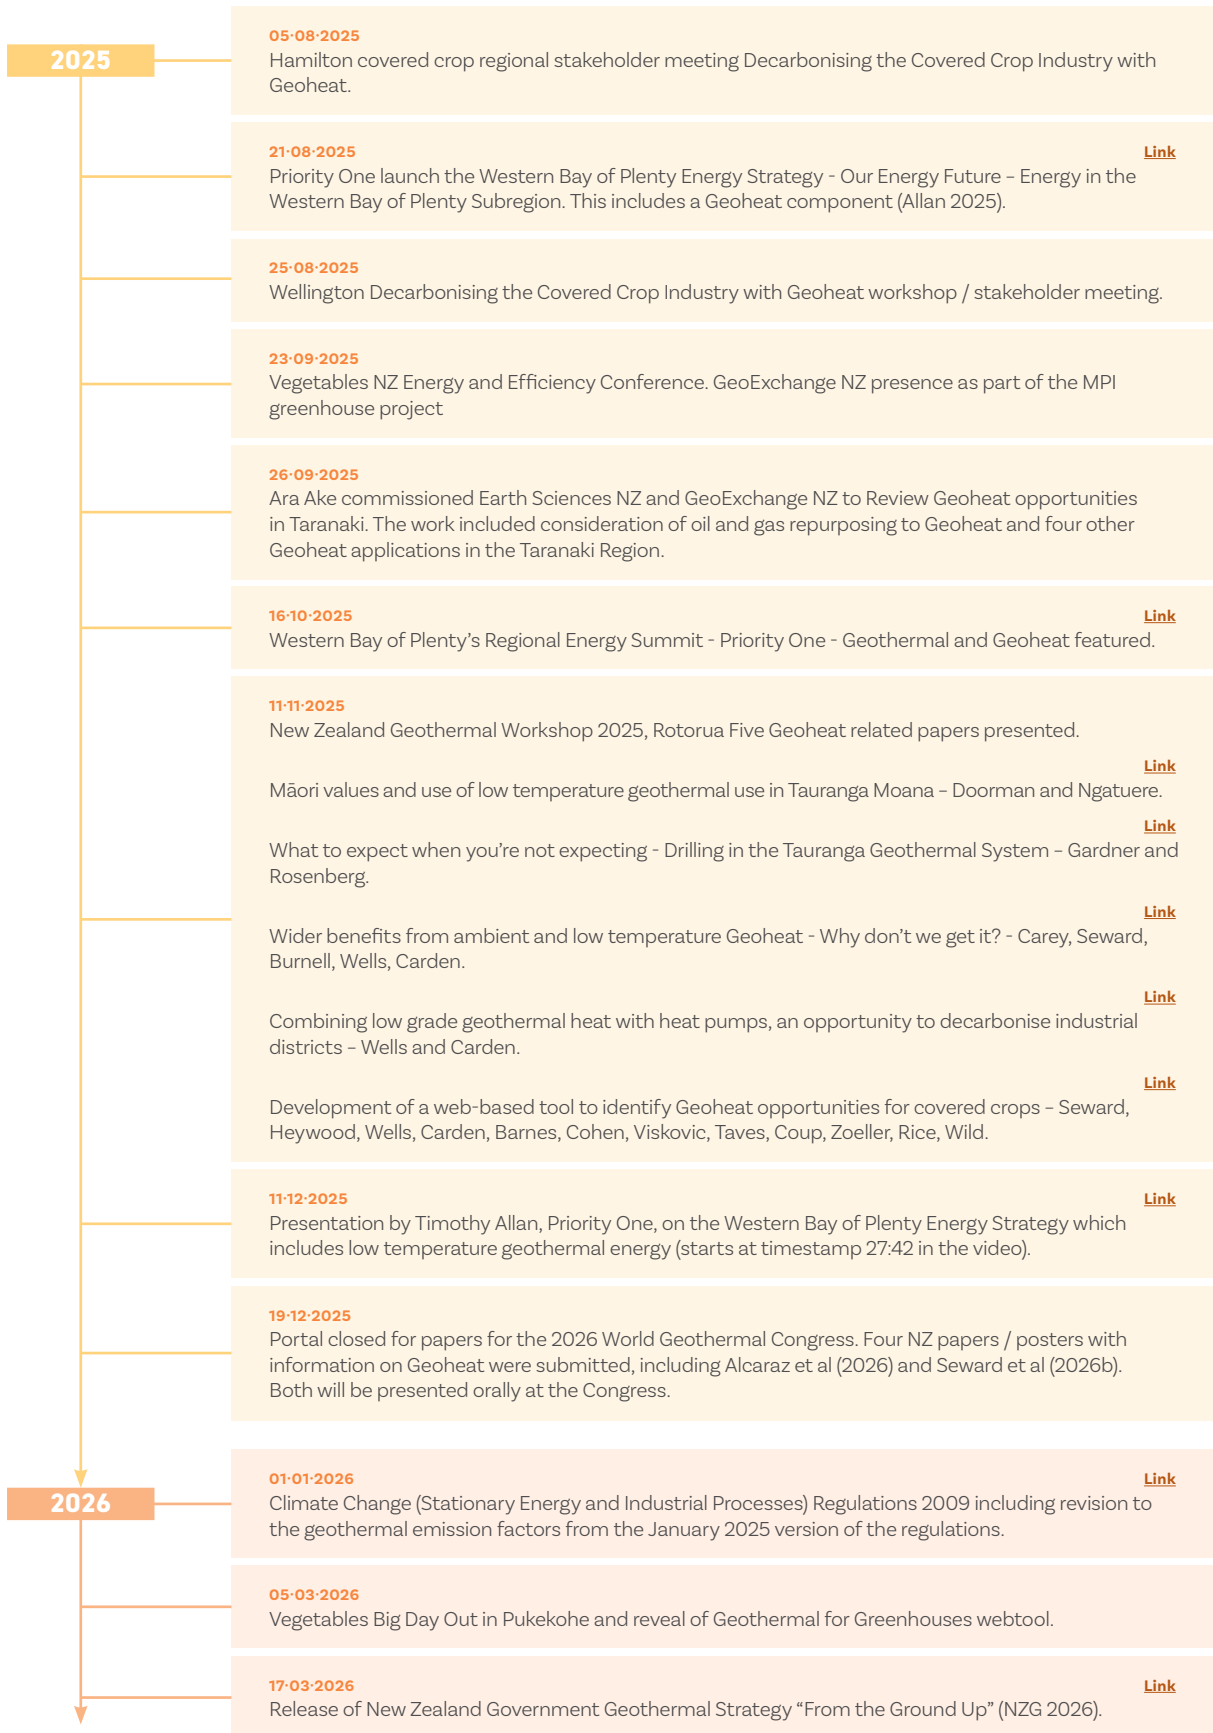 2025
05·08·2025
Hamilton covered crop regional stakeholder meeting Decarbonising the Covered Crop Industry with
Geoheat.
21·08·2025
Link
Priority One launch the Western Bay of Plenty Energy Strategy - Our Energy Future – Energy in the
Western Bay of Plenty Subregion. This includes a Geoheat component (Allan 2025).
25·08·2025
Wellington Decarbonising the Covered Crop Industry with Geoheat workshop / stakeholder meeting.
23·09·2025
Vegetables NZ Energy and Efficiency Conference. GeoExchange NZ presence as part of the MPI
greenhouse project
26·09·2025
Ara Ake commissioned Earth Sciences NZ and GeoExchange NZ to Review Geoheat opportunities
in Taranaki. The work included consideration of oil and gas repurposing to Geoheat and four other
Geoheat applications in the Taranaki Region.
16·10·2025
Link
Western Bay of Plenty’s Regional Energy Summit - Priority One - Geothermal and Geoheat featured.
11·11·2025
New Zealand Geothermal Workshop 2025, Rotorua Five Geoheat related papers presented.
Link
Māori values and use of low temperature geothermal use in Tauranga Moana – Doorman and Ngatuere.
Link
What to expect when you’re not expecting - Drilling in the Tauranga Geothermal System – Gardner and
Rosenberg.
Link
Wider benefits from ambient and low temperature Geoheat - Why don’t we get it? - Carey, Seward,
Burnell, Wells, Carden.
Link
Combining low grade geothermal heat with heat pumps, an opportunity to decarbonise industrial
districts – Wells and Carden.
Link
Development of a web-based tool to identify Geoheat opportunities for covered crops – Seward,
Heywood, Wells, Carden, Barnes, Cohen, Viskovic, Taves, Coup, Zoeller, Rice, Wild.
11·12·2025
Link
Presentation by Timothy Allan, Priority One, on the Western Bay of Plenty Energy Strategy which
includes low temperature geothermal energy (starts at timestamp 27:42 in the video).
19·12·2025
Portal closed for papers for the 2026 World Geothermal Congress. Four NZ papers / posters with
information on Geoheat were submitted, including Alcaraz et al (2026) and Seward et al (2026b).
Both will be presented orally at the Congress.
2026
01·01·2026
Link
Climate Change (Stationary Energy and Industrial Processes) Regulations 2009 including revision to
the geothermal emission factors from the January 2025 version of the regulations.
05·03·2026
Vegetables Big Day Out in Pukekohe and reveal of Geothermal for Greenhouses webtool.
17·03·2026
Link
Release of New Zealand Government Geothermal Strategy “From the Ground Up” (NZG 2026).